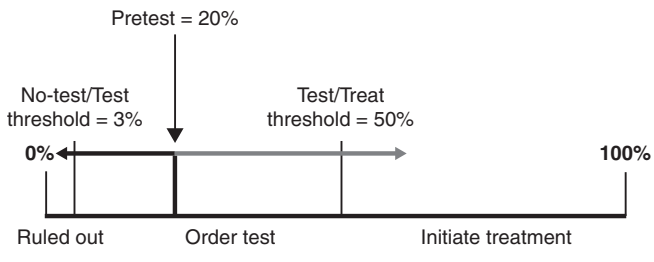 Pretest = 20%
No-test/Test
threshold = 3%
Test/Treat
threshold = 50%
0%
100%
Ruled out
Order test
Initiate treatment